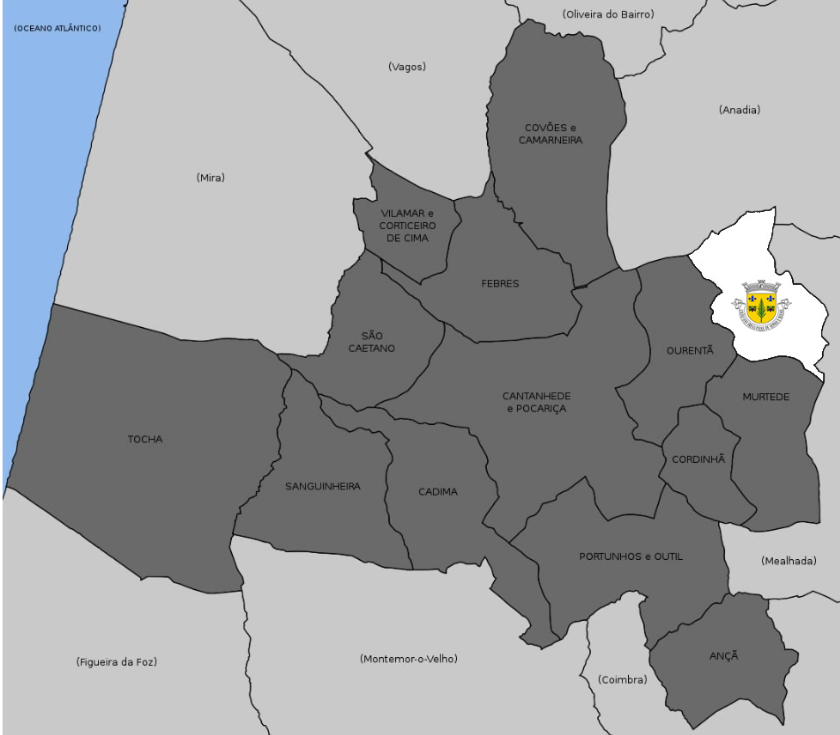 (Oliveira do Bairro)
(OCEANO ATLÂNTICO)
(Vagos)
(Anadia)
COVÕES e
CAMARNEIRA
(Mira)
VILAMAR e
CORTICEIRO
DE CIMA
FEBRES
SÃO
CAETANO
OURENTÃ
CANTANHEDE
e POCARIÇA
MURTEDE
TOCHA
CORDINHÃ
SANGUINHEIRA
CADIMA
PORTUNHOS e OUTIL
(Mealhada)
(Figueira da Foz)
(Montemor-o-Velho)
ANÇÃ
(Coimbra)